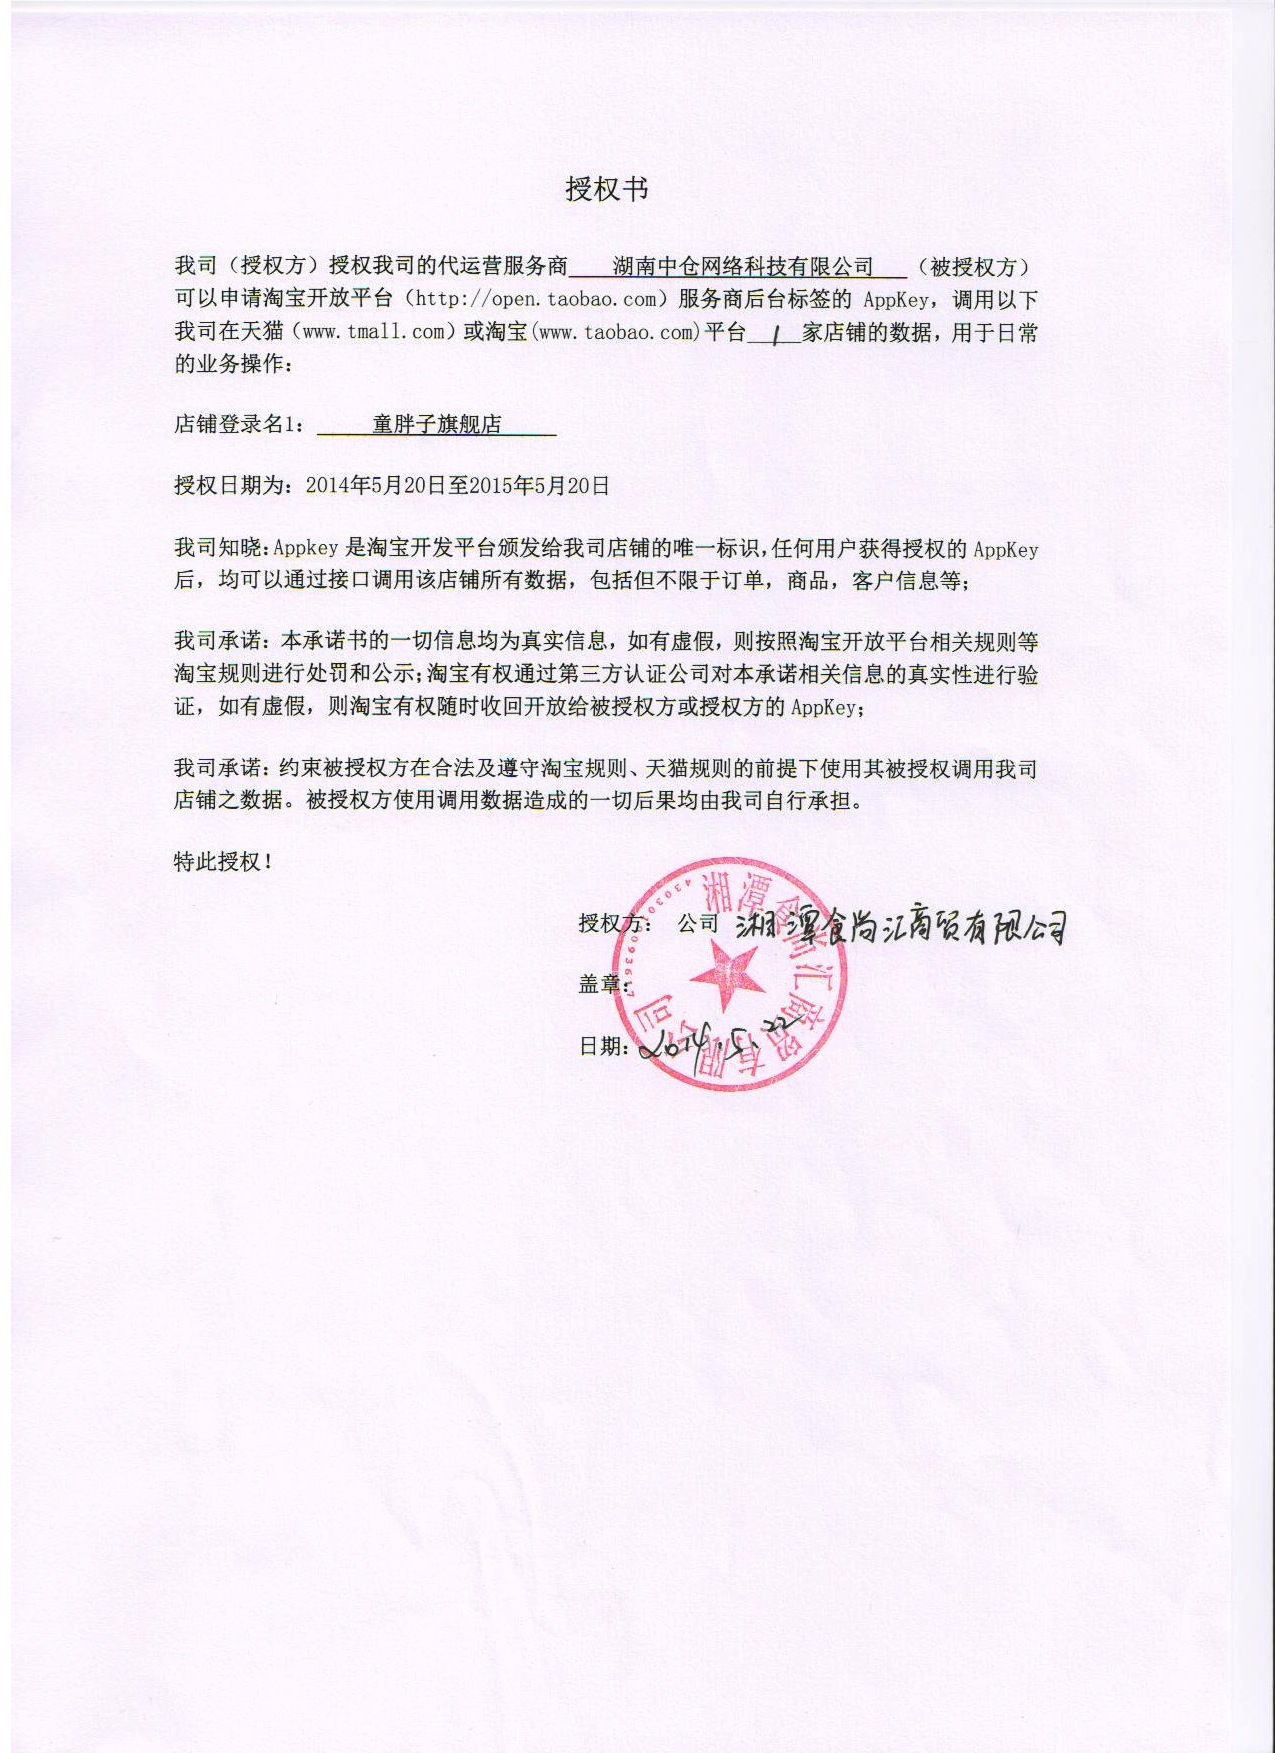 授权书
我司（授权方）授权我司的代运营服务商 湖南中仓网络科技有限公司 （被授权方）
可以申请淘宝开放平台（http://open.taobao.com）服务商后台标签的 AppKey，调用以下
我司在天猫（www.tmall.com）或淘宝(www.taobao.com)平台 1 家店铺的数据，用于日常
的业务操作：
店铺登录名1： 童胖子旗舰店
授权日期为：2014年5月20日至2015年5月20日
我司知晓：Appkey 是淘宝开发平台颁发给我司店铺的唯一标识，任何用户获得授权的 AppKey
后，均可以通过接口调用该店铺所有数据，包括但不限于订单，商品，客户信息等；
我司承诺：本承诺书的一切信息均为真实信息，如有虚假，则按照淘宝开放平台相关规则等
淘宝规则进行处罚和公示；淘宝有权通过第三方认证公司对本承诺相关信息的真实性进行验
证，如有虚假，则淘宝有权随时收回开放给被授权方或授权方的 AppKey；
我司承诺：约束被授权方在合法及遵守淘宝规则、天猫规则的前提下使用其被授权调用我司
店铺之数据。被授权方使用调用数据造成的一切后果均由我司自行承担。
特此授权！
授权方： 公司 湘潭食尚汇商贸有限公司
盖章：
日期：2014.5.22
湘潭食尚汇商贸有限公司